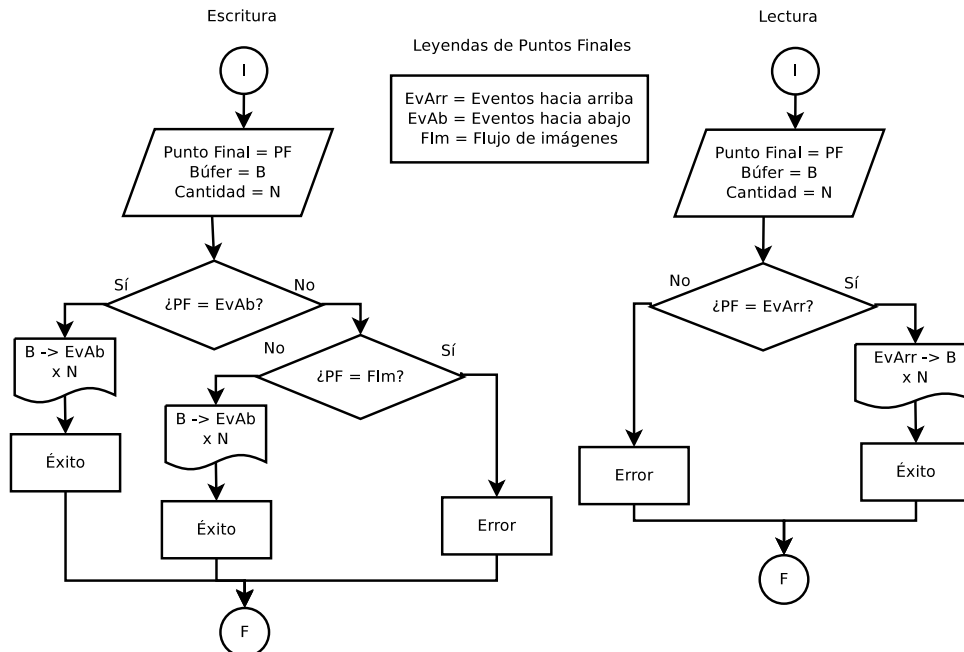 Escritura
I
Punto Final = PF
Búfer = B
Cantidad = N
¿PF = EvAb?
Sí
No
B -> EvAb
x N
Éxito
¿PF = FIm?
No
Sí
B -> EvAb
x N
Éxito
Error
F
Leyendas de Puntos Finales
EvArr = Eventos hacia arriba
EvAb = Eventos hacia abajo
FIm = Flujo de imágenes
Lectura
I
Punto Final = PF
Búfer = B
Cantidad = N
¿PF = EvArr?
No
Sí
EvArr -> B
x N
Error
Éxito
F